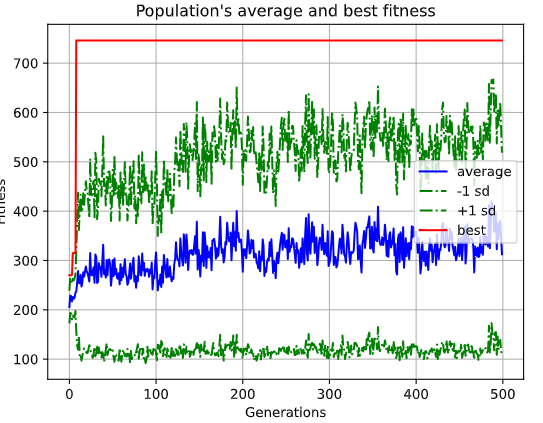 Population's average and best fitness
700
600
500
400
300
200
100
0
100
200
300
400
500
Generations
average
-1 sd
+1 sd
best